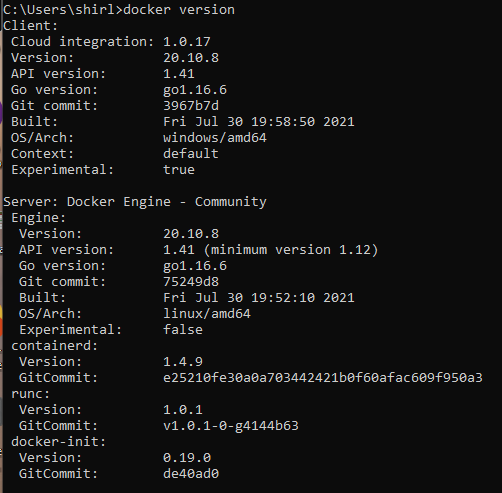 C:\Users\shirl>docker version
Client:
 Cloud integration: 1.0.17
 Version:           20.10.8
 API version:       1.41
 Go version:        go1.16.6
 Git commit:        3967b7d
 Built:             Fri Jul 30 19:58:50 2021
 OS/Arch:           windows/amd64
 Context:           default
 Experimental:      true

Server: Docker Engine - Community
 Engine:
  Version:          20.10.8
  API version:      1.41 (minimum version 1.12)
  Go version:       go1.16.6
  Git commit:       75249d8
  Built:            Fri Jul 30 19:52:10 2021
  OS/Arch:          linux/amd64
  Experimental:     false
 containerd:
  Version:          1.4.9
  GitCommit:        e25210fe30a0a703442421b0f60afac609f950a3
 runc:
  Version:          1.0.1
  GitCommit:        v1.0.1-0-g4144b63
 docker-init:
  Version:          0.19.0
  GitCommit:        de40ad0